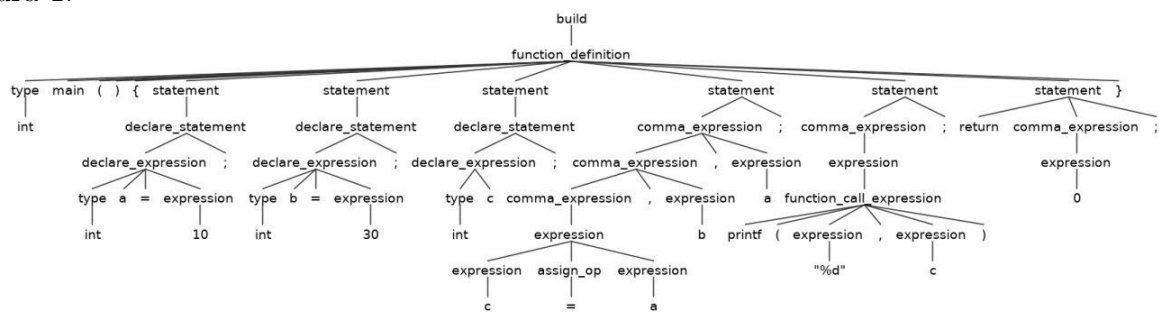 build
function_definition
type main ( ) { statement statement statement statement statement statement }
int declare_statement declare_statement declare_statement comma_expression ; comma_expression ; return comma_expression ;
declare_expression ; declare_expression ; declare_expression ; comma_expression , expression expression expression
type a = expression type b = expression type c comma_expression , expression a function_call_expression 0
int 10 int 30 int expression b printf ( expression , expression )
expression assign_op expression "%d" c
c = a